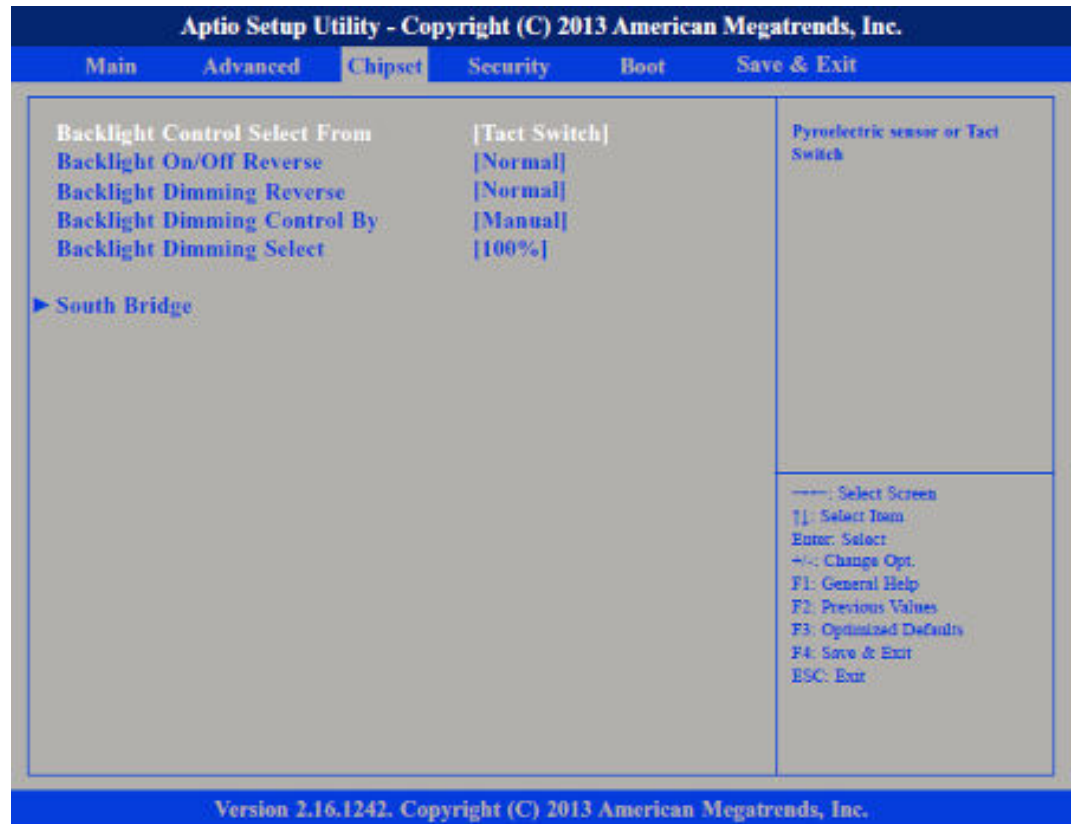 Aptio Setup Utility - Copyright (C) 2013 American Megatrends, Inc.
Main Advanced Chipset Security Boot Save & Exit
Backlight Control Select From [Tact Switch]
Backlight On/Off Reverse [Normal]
Backlight Dimming Reverse [Normal]
Backlight Dimming Control By [Manual]
Backlight Dimming Select [100%]
► South Bridge
Pyroelectric sensor or Tact
Switch
→←: Select Screen
↑↓: Select Item
Enter: Select
+/-: Change Opt.
F1: General Help
F2: Previous Values
F3: Optimized Defaults
F4: Save & Exit
ESC: Exit
Version 2.16.1242. Copyright (C) 2013 American Megatrends, Inc.